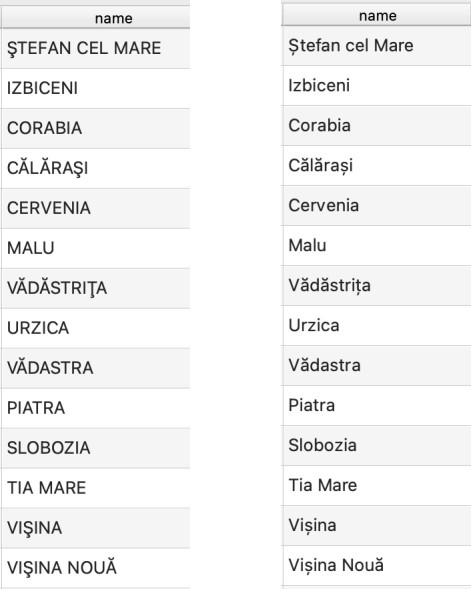 name
ŞTEFAN CEL MARE
IZBICENI
CORABIA
CĂLĂRAŞI
CERVENIA
MALU
VĂDĂSTRIŢA
URZICA
VĂDASTRA
PIATRA
SLOBOZIA
TIA MARE
VIŞINA
VIŞINA NOUĂ
name
Ștefan cel Mare
Izbiceni
Corabia
Călărași
Cervenia
Malu
Vădăstrița
Urzica
Vădastra
Piatra
Slobozia
Tia Mare
Vișina
Vișina Nouă